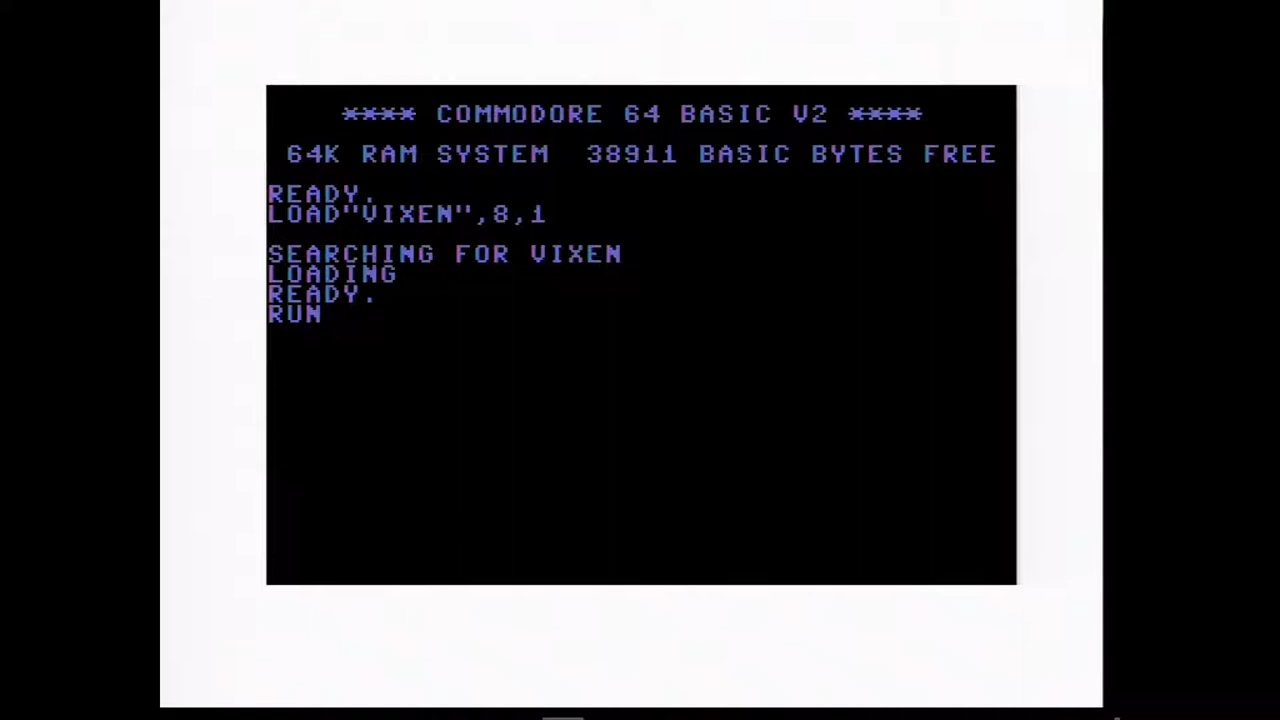 **** COMMODORE 64 BASIC V2 ****
64K RAM SYSTEM  38911 BASIC BYTES FREE
READY.
LOAD"VIXEN",8,1
SEARCHING FOR VIXEN
LOADING
READY.
RUN